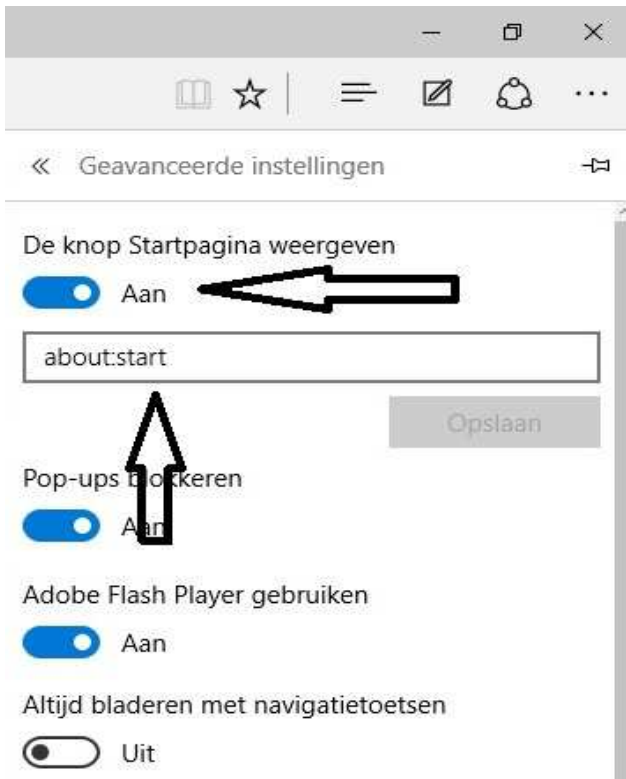 Geavanceerde instellingen
De knop Startpagina weergeven
Aan
about:start
Opslaan
Pop-ups blokkeren
Aan
Adobe Flash Player gebruiken
Aan
Altijd bladeren met navigatietoetsen
Uit